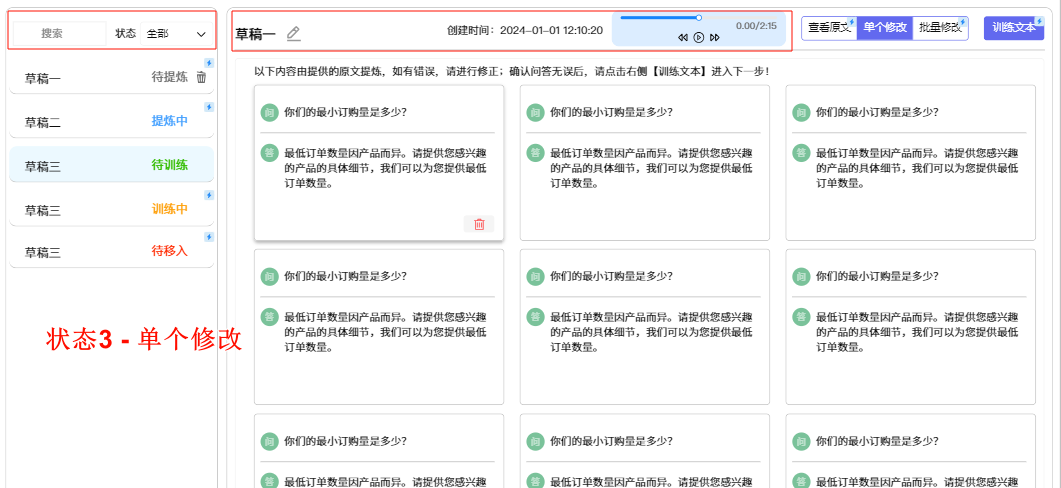 搜索 状态 全部
草稿一 待提炼
草稿二 提炼中
草稿三 待训练
草稿三 训练中
草稿三 待移入
状态3 - 单个修改
草稿一 创建时间：2024-01-01 12:10:20 0.00/2:15 查看原文 单个修改 批量修改 训练文本
以下内容由提供的原文提炼，如有错误，请进行修正；确认问答无误后，请点击右侧【训练文本】进入下一步！
问 你们的最小订购量是多少？
答 最低订单数量因产品而异。请提供您感兴趣
的产品的具体细节，我们可以为您提供最低
订单数量。
问 你们的最小订购量是多少？
答 最低订单数量因产品而异。请提供您感兴趣
的产品的具体细节，我们可以为您提供最低
订单数量。
问 你们的最小订购量是多少？
答 最低订单数量因产品而异。请提供您感兴趣
的产品的具体细节，我们可以为您提供最低
订单数量。
问 你们的最小订购量是多少？
答 最低订单数量因产品而异。请提供您感兴趣
的产品的具体细节，我们可以为您提供最低
订单数量。
问 你们的最小订购量是多少？
答 最低订单数量因产品而异。请提供您感兴趣
的产品的具体细节，我们可以为您提供最低
订单数量。
问 你们的最小订购量是多少？
答 最低订单数量因产品而异。请提供您感兴趣
的产品的具体细节，我们可以为您提供最低
订单数量。
问 你们的最小订购量是多少？
答 最低订单数量因产品而异。请提供您感兴趣
问 你们的最小订购量是多少？
答 最低订单数量因产品而异。请提供您感兴趣
问 你们的最小订购量是多少？
答 最低订单数量因产品而异。请提供您感兴趣